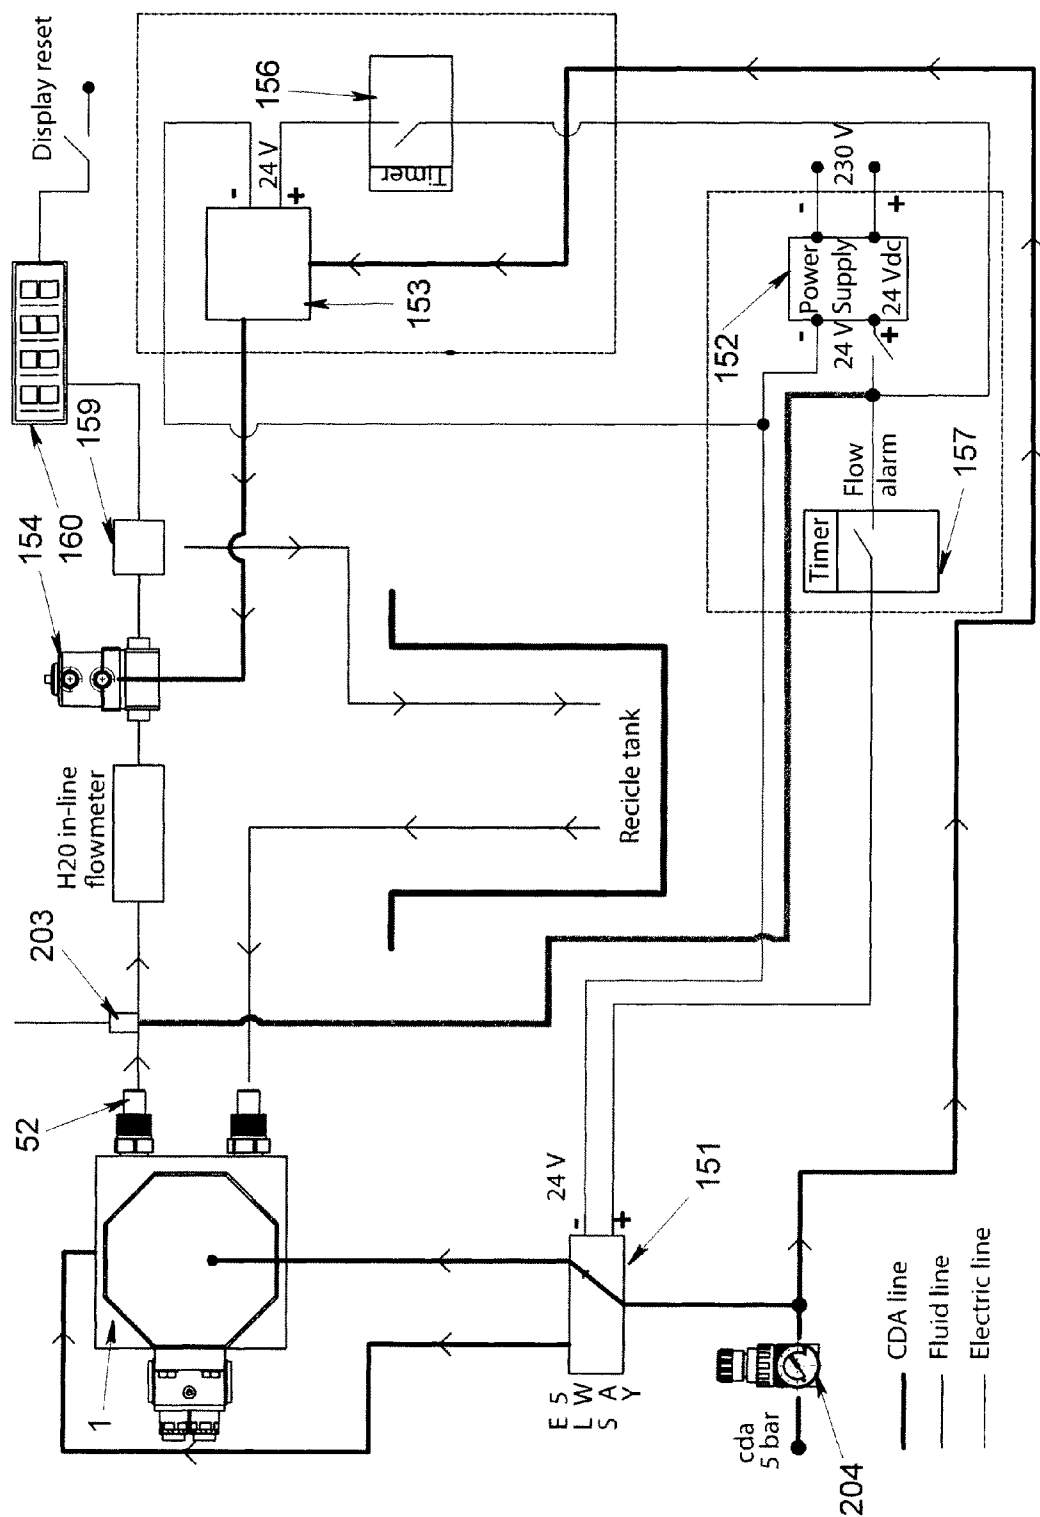 Display reset
156
24 V
-
+
Timer
153
160
159
154
H20 in-line
flowmeter
203
52
1
152
Power
Supply
24 Vdc
230 V
-
+
24 V
-
+
Flow
alarm
157
Timer
Recicle tank
24 V
-
+
151
E 5
L W
S A
Y
cda
5 bar
204
CDA line
Fluid line
Electric line